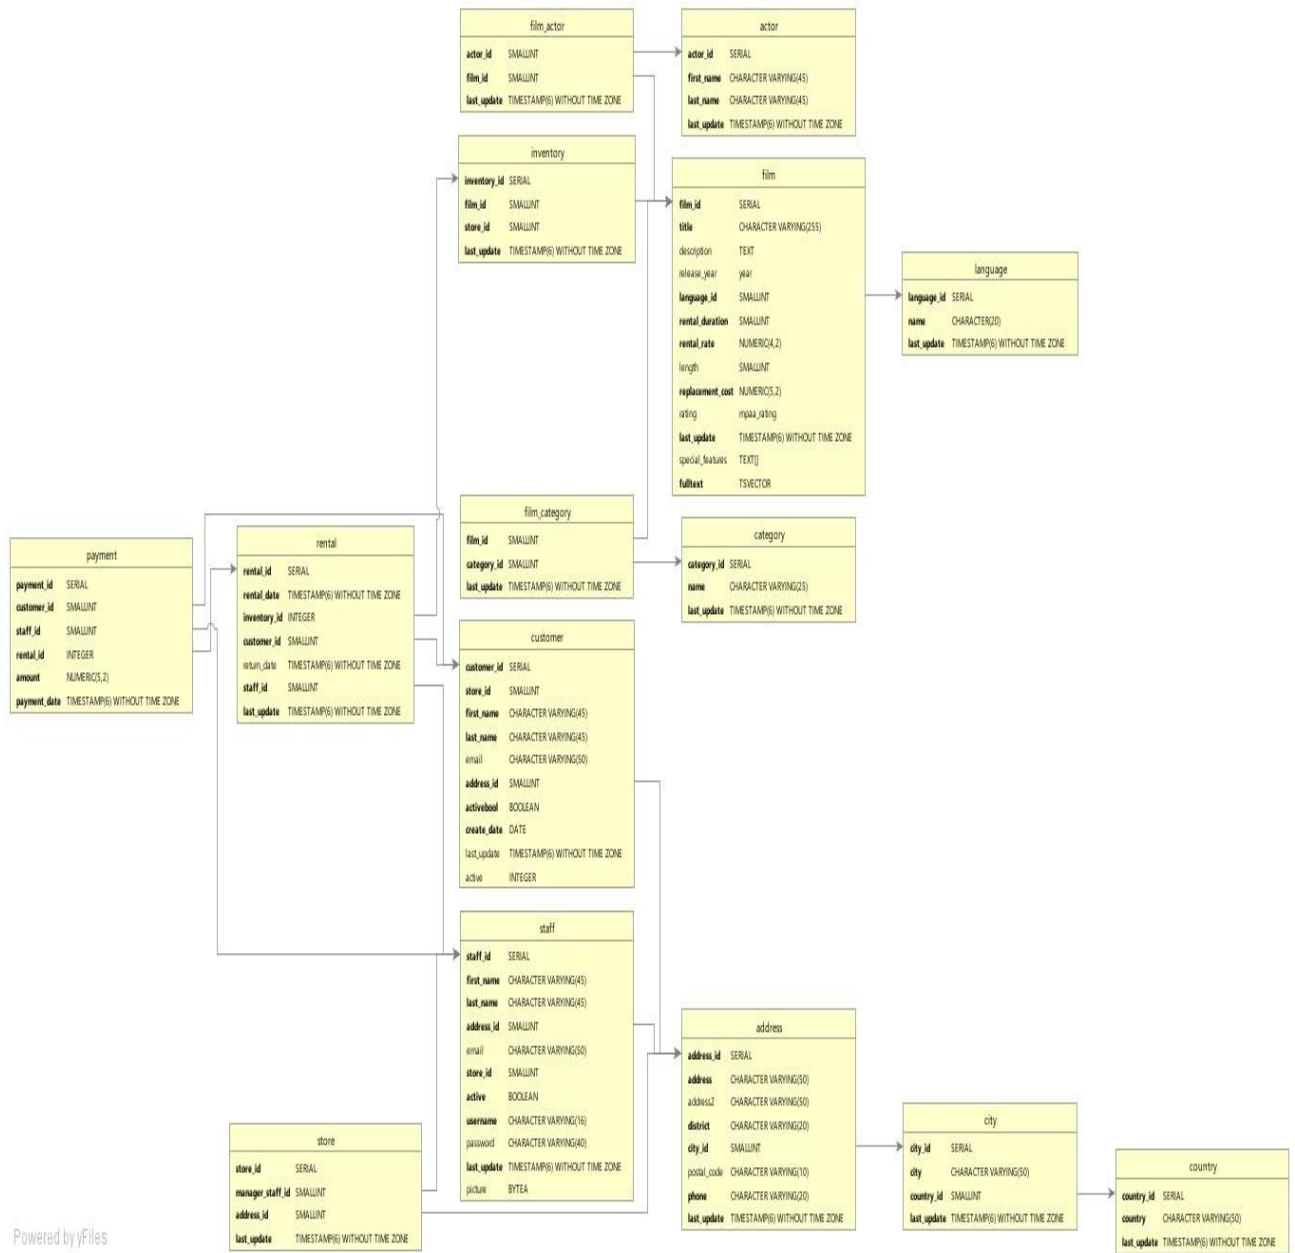 film_actor
actor_id SMALLINT
film_id SMALLINT
last_update TIMESTAMP(6) WITHOUT TIME ZONE
actor
actor_id SERIAL
first_name CHARACTER VARYING(45)
last_name CHARACTER VARYING(45)
last_update TIMESTAMP(6) WITHOUT TIME ZONE
inventory
inventory_id SERIAL
film_id SMALLINT
store_id SMALLINT
last_update TIMESTAMP(6) WITHOUT TIME ZONE
film
film_id SERIAL
title CHARACTER VARYING(255)
description TEXT
release_year year
language_id SMALLINT
rental_duration SMALLINT
rental_rate NUMERIC(4,2)
length SMALLINT
replacement_cost NUMERIC(5,2)
rating mpaa_rating
last_update TIMESTAMP(6) WITHOUT TIME ZONE
special_features TEXT[]
fulltext TSVECTOR
language
language_id SERIAL
name CHARACTER(20)
last_update TIMESTAMP(6) WITHOUT TIME ZONE
film_category
film_id SMALLINT
category_id SMALLINT
last_update TIMESTAMP(6) WITHOUT TIME ZONE
category
category_id SERIAL
name CHARACTER VARYING(25)
last_update TIMESTAMP(6) WITHOUT TIME ZONE
payment
payment_id SERIAL
customer_id SMALLINT
staff_id SMALLINT
rental_id INTEGER
amount NUMERIC(5,2)
payment_date TIMESTAMP(6) WITHOUT TIME ZONE
rental
rental_id SERIAL
rental_date TIMESTAMP(6) WITHOUT TIME ZONE
inventory_id INTEGER
customer_id SMALLINT
return_date TIMESTAMP(6) WITHOUT TIME ZONE
staff_id SMALLINT
last_update TIMESTAMP(6) WITHOUT TIME ZONE
customer
customer_id SERIAL
store_id SMALLINT
first_name CHARACTER VARYING(45)
last_name CHARACTER VARYING(45)
email CHARACTER VARYING(50)
address_id SMALLINT
activebool BOOLEAN
create_date DATE
last_update TIMESTAMP(6) WITHOUT TIME ZONE
active INTEGER
staff
staff_id SERIAL
first_name CHARACTER VARYING(45)
last_name CHARACTER VARYING(45)
address_id SMALLINT
email CHARACTER VARYING(50)
store_id SMALLINT
active BOOLEAN
username CHARACTER VARYING(16)
password CHARACTER VARYING(40)
last_update TIMESTAMP(6) WITHOUT TIME ZONE
picture BYTEA
address
address_id SERIAL
address CHARACTER VARYING(50)
address2 CHARACTER VARYING(50)
district CHARACTER VARYING(20)
city_id SMALLINT
postal_code CHARACTER VARYING(10)
phone CHARACTER VARYING(20)
last_update TIMESTAMP(6) WITHOUT TIME ZONE
city
city_id SERIAL
city CHARACTER VARYING(50)
country_id SMALLINT
last_update TIMESTAMP(6) WITHOUT TIME ZONE
country
country_id SERIAL
country CHARACTER VARYING(50)
last_update TIMESTAMP(6) WITHOUT TIME ZONE
store
store_id SERIAL
manager_staff_id SMALLINT
address_id SMALLINT
last_update TIMESTAMP(6) WITHOUT TIME ZONE
Powered by yFiles